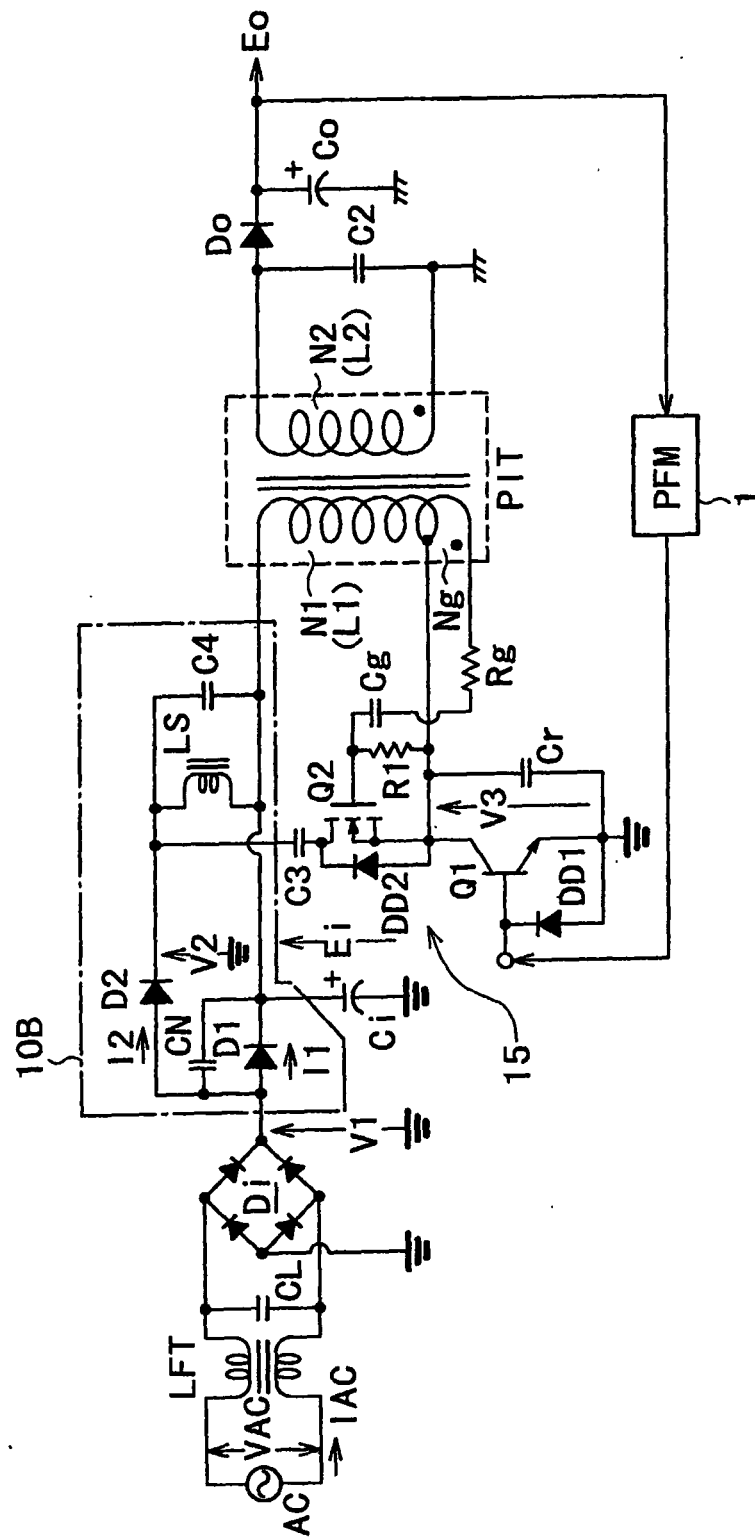 AC
VAC
IAC
LFT
CL
Di
V1
10B
I2
CN
D1
I1
D2
V2
Ci
Ei
LS
C4
C3
Q2
DD2
15
R1
Cg
Rg
V3
Cr
Q1
DD1
N1
(L1)
Ng
PIT
N2
(L2)
C2
Do
Co
+
+
Eo
PFM
1